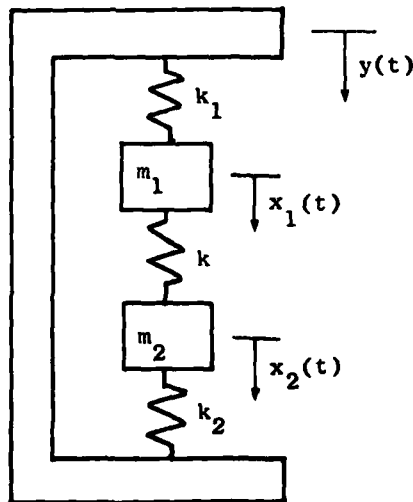 y(t)
k₁
m₁
x₁(t)
k
m₂
x₂(t)
k₂